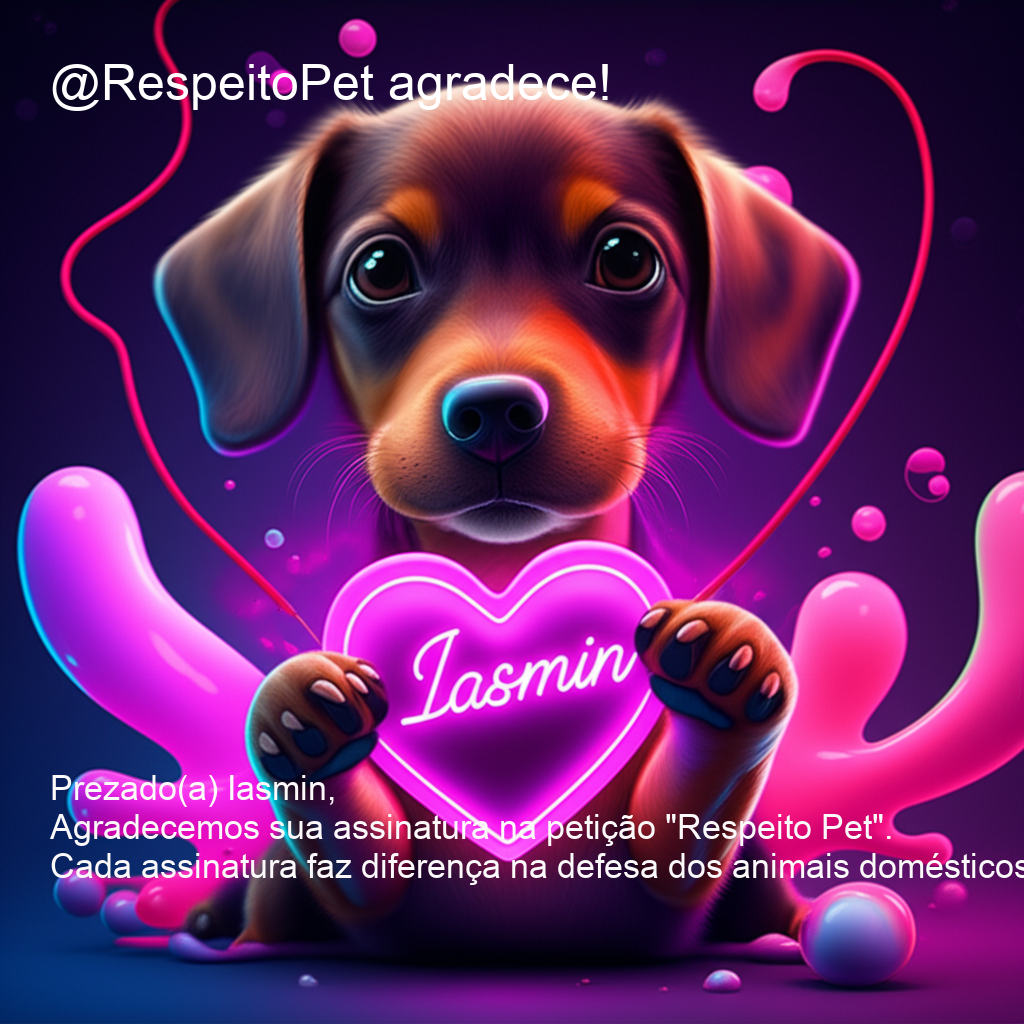 @RespeitoPet agradece!
Iasmin
Prezado(a) Iasmin,
Agradecemos sua assinatura na petição "Respeito Pet".
Cada assinatura faz diferença na defesa dos animais domésticos